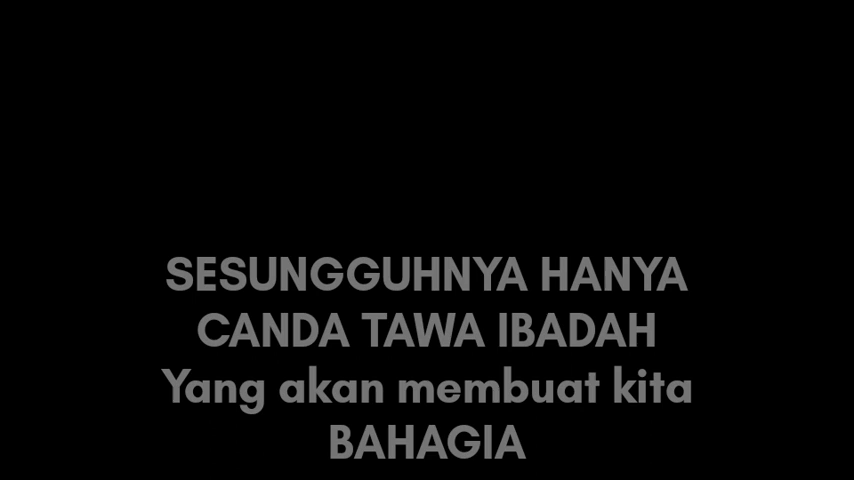 SESUNGGUHNYA HANYA
CANDA TAWA IBADAH
Yang akan membuat kita
BAHAGIA